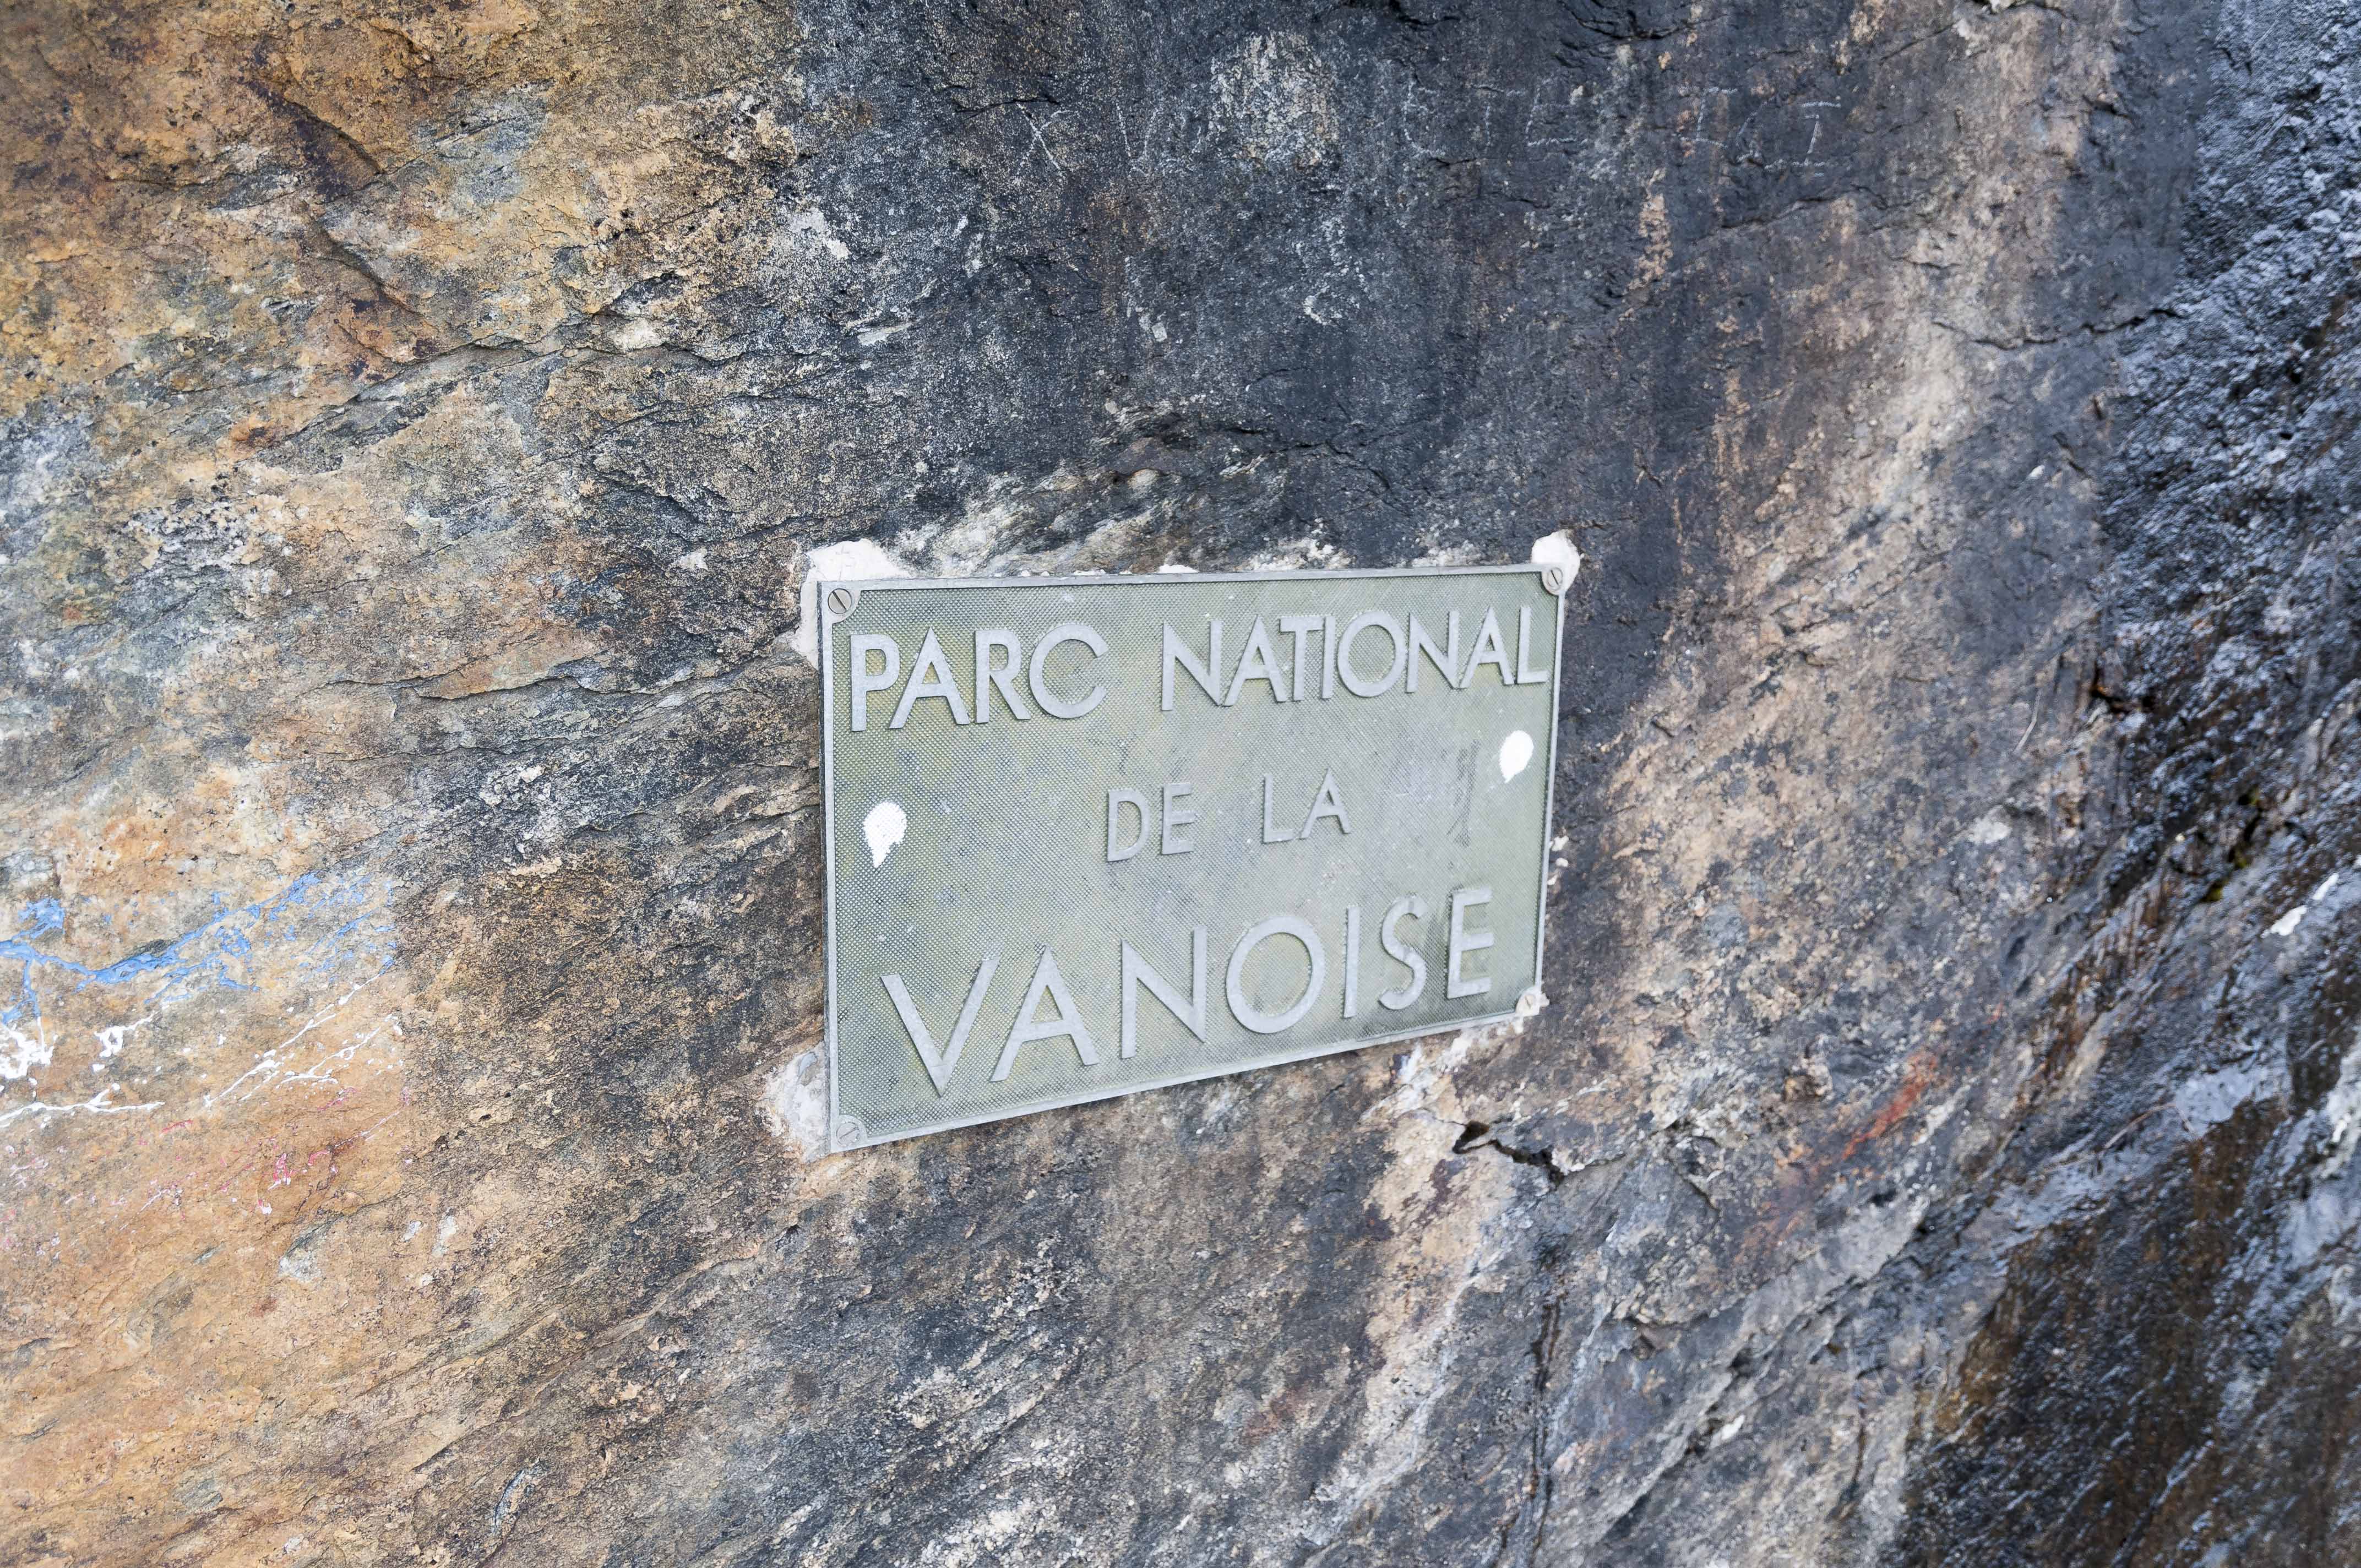 PARC NATIONAL
DE LA
VANOISE